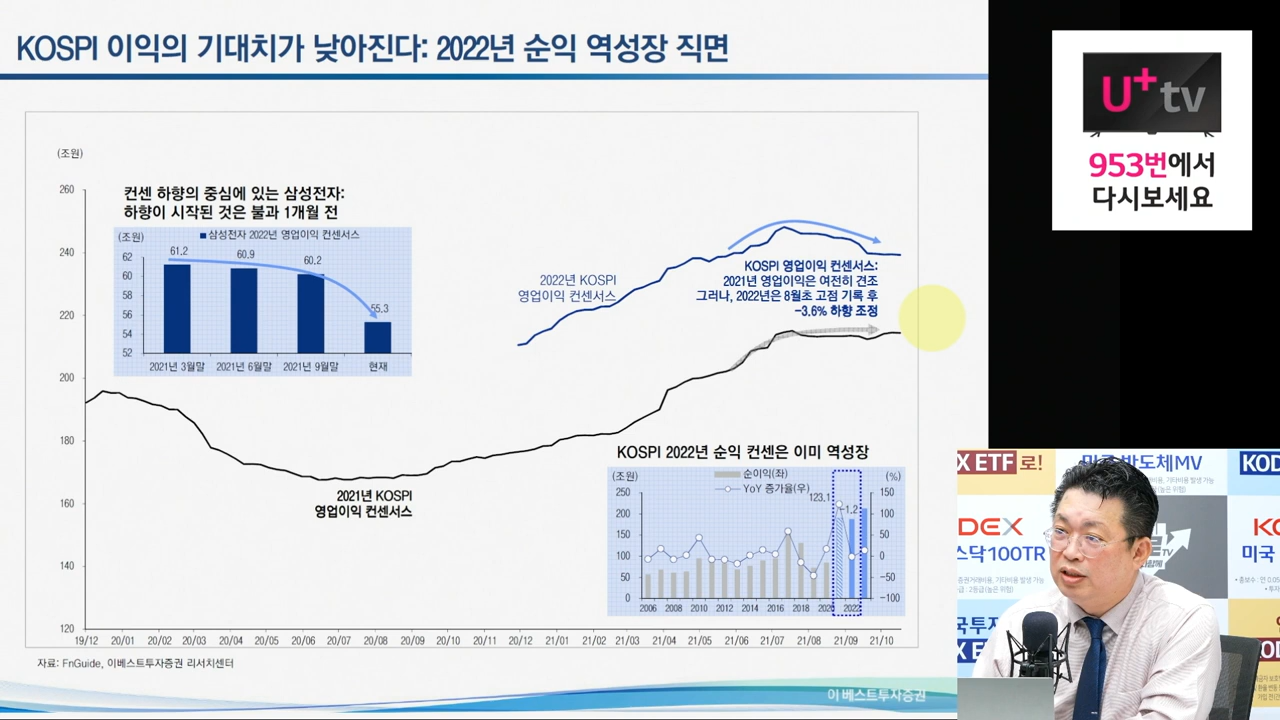 KOSPI 이익의 기대치가 낮아진다: 2022년 순익 역성장 직면
(조원)
260
240
220
200
180
160
140
120
19/12 20/01 20/02 20/03 20/04 20/05 20/06 20/07 20/08 20/09 20/10 20/11 20/12 21/01 21/02 21/03 21/04 21/05 21/06 21/07 21/08 21/09 21/10
컨센 하향의 중심에 있는 삼성전자:
하향이 시작된 것은 불과 1개월 전
(조원)
삼성전자 2022년 영업이익 컨센서스
62
60
58
56
54
52
61.2
60.9
60.2
55.3
2021년 3월말 2021년 6월말 2021년 9월말 현재
2022년 KOSPI
영업이익 컨센서스
KOSPI 영업이익 컨센서스:
2021년 영업이익은 여전히 견조
그러나, 2022년은 8월초 고점 기록 후
-3.6% 하향 조정
2021년 KOSPI
영업이익 컨센서스
KOSPI 2022년 순익 컨센은 이미 역성장
(조원)
순이익(좌)
YoY 증가율(우)
(%)
250
200
150
100
50
0
123.1
-1.2
150
100
50
0
-50
-100
2006 2008 2010 2012 2014 2016 2018 2020 2022
자료: FnGuide, 이베스트투자증권 리서치센터
이베스트투자증권
U+tv
953번에서
다시보세요
X ETF로!
KOD
DEX
스닥100TR
미국
국투자
X ETF